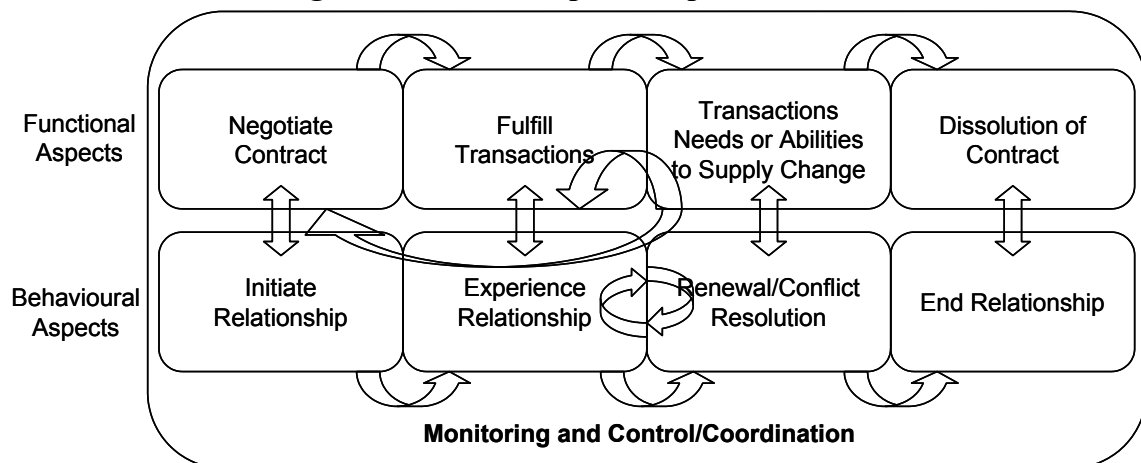 Functional
Aspects
Negotiate
Contract
Fulfill
Transactions
Transactions
Needs or Abilities
to Supply Change
Dissolution of
Contract
Behavioural
Aspects
Initiate
Relationship
Experience
Relationship
Renewal/Conflict
Resolution
End Relationship
Monitoring and Control/Coordination